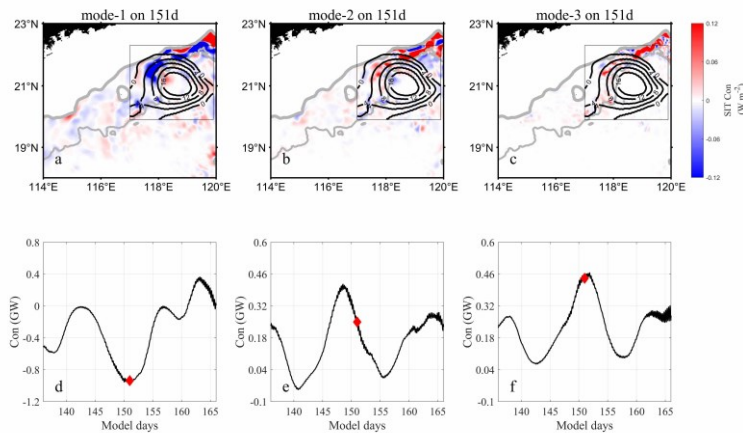 mode-1 on 151d
mode-2 on 151d
mode-3 on 151d
23°N
21°N
19°N
a
114°E 116°E 118°E 120°E
23°N
21°N
19°N
b
114°E 116°E 118°E 120°E
23°N
21°N
19°N
c
114°E 116°E 118°E 120°E
0.12
0.06
0
-0.06
-0.12
SIT Con
(W m-2)
0.8
0.4
0
-0.4
-0.8
-1.2
Con (GW)
d
140 145 150 155 160 165
Model days
0.6
0.46
0.32
0.18
0.04
-0.1
Con (GW)
e
140 145 150 155 160 165
Model days
0.6
0.46
0.32
0.18
0.04
-0.1
Con (GW)
f
140 145 150 155 160 165
Model days